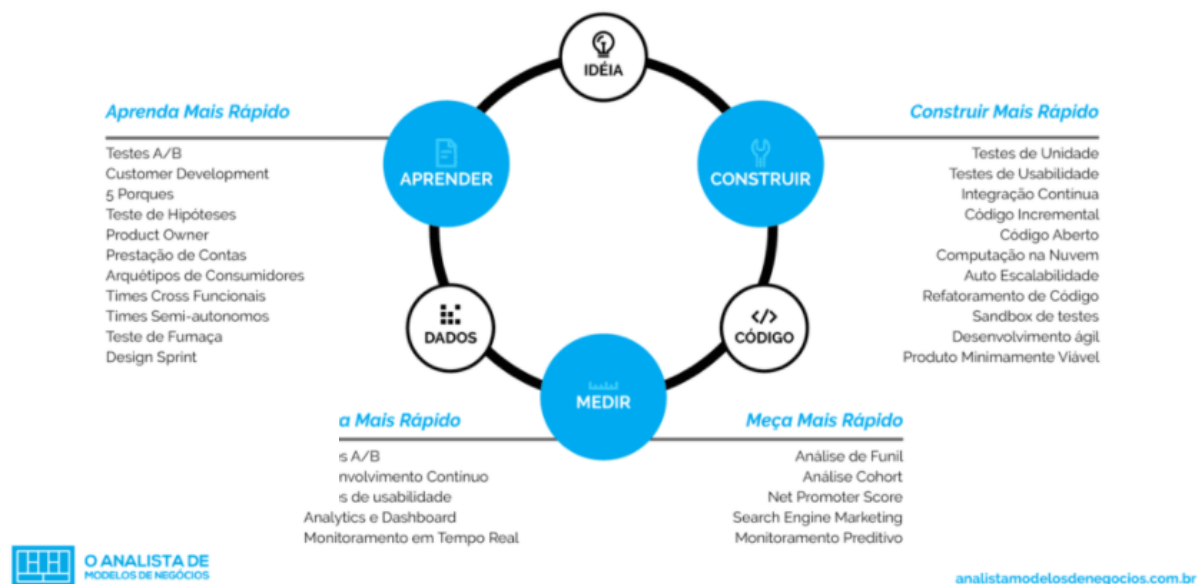 IDÉIA
Aprenda Mais Rápido
Testes A/B
Customer Development
5 Porques
Teste de Hipóteses
Product Owner
Prestação de Contas
Arquétipos de Consumidores
Times Cross Funcionais
Times Semi-autonomos
Teste de Fumaça
Design Sprint
APRENDER
CONSTRUIR
Construir Mais Rápido
Testes de Unidade
Testes de Usabilidade
Integração Continua
Código Incremental
Código Aberto
Computação na Nuvem
Auto Escalabilidade
Refatoramento de Código
Sandbox de testes
Desenvolvimento ágil
Produto Minimamente Viável
DADOS
</> CÓDIGO
MEDIR
a Mais Rápido
s A/B
nvolvimento Contínuo
s de usabilidade
Analytics e Dashboard
Monitoramento em Tempo Real
Meça Mais Rápido
Análise de Funil
Análise Cohort
Net Promoter Score
Search Engine Marketing
Monitoramento Preditivo
O ANALISTA DE
MODELOS DE NEGÓCIOS
analistamodelosdenegocios.com.br